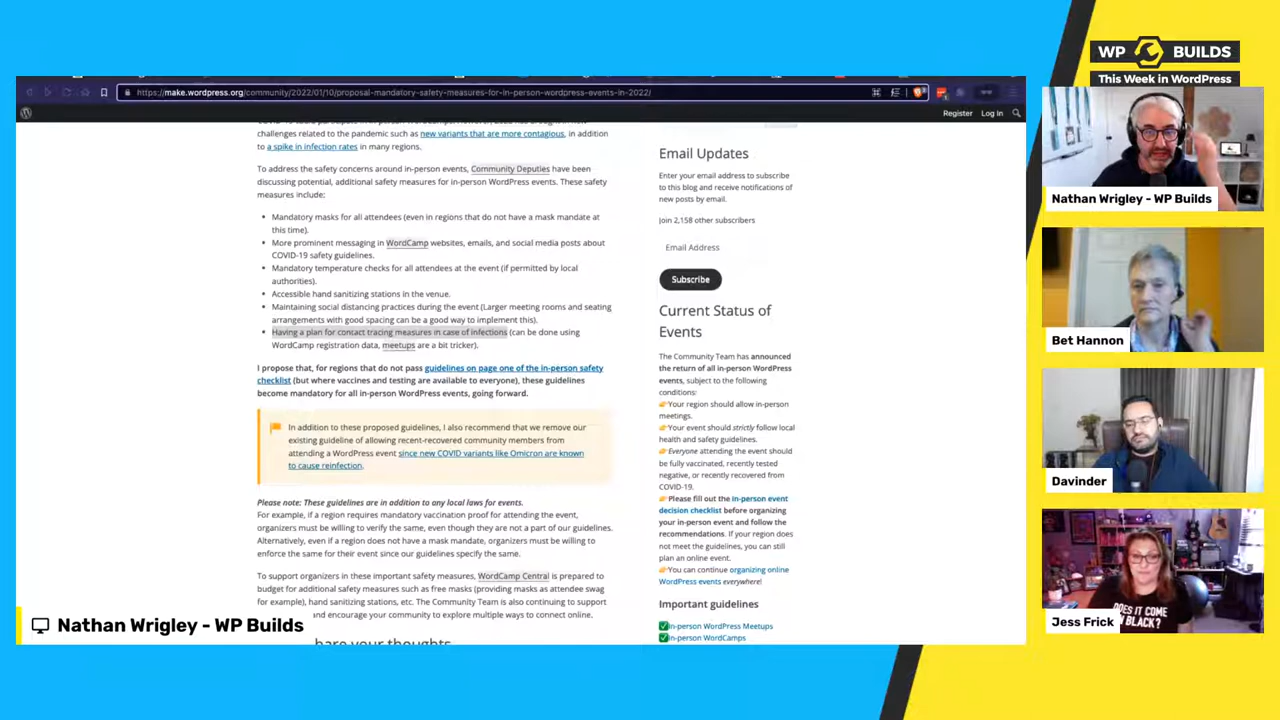 WP BUILDS
This Week in WordPress
https://make.wordpress.org/community/2022/01/10/proposal-mandatory-safety-measures-for-in-person-wordpress-events-in-2022/
Register Log In
challenges related to the pandemic such as new variants that are more contagious, in addition
to a spike in infection rates in many regions.
To address the safety concerns around in-person events, Community Deputies have been
discussing potential, additional safety measures for in-person WordPress events. These safety
measures include:
Mandatory masks for all attendees (even in regions that do not have a mask mandate at
this time).
More prominent messaging in WordCamp websites, emails, and social media posts about
COVID-19 safety guidelines.
Mandatory temperature checks for all attendees at the event (if permitted by local
authorities).
Accessible hand sanitizing stations in the venue.
Maintaining social distancing practices during the event (Larger meeting rooms and seating
arrangements with good spacing can be a good way to implement this).
Having a plan for contact tracing measures in case of infections (can be done using
WordCamp registration data, meetups are a bit tricker).
I propose that, for regions that do not pass guidelines on page one of the in-person safety
checklist (but where vaccines and testing are available to everyone), these guidelines
become mandatory for all in-person WordPress events, going forward.
In addition to these proposed guidelines, I also recommend that we remove our
existing guideline of allowing recent-recovered community members from
attending a WordPress event since new COVID variants like Omicron are known
to cause reinfection.
Please note: These guidelines are in addition to any local laws for events.
For example, if a region requires mandatory vaccination proof for attending the event,
organizers must be willing to verify the same, even though they are not a part of our guidelines.
Alternatively, even if a region does not have a mask mandate, organizers must be willing to
enforce the same for their event since our guidelines specify the same.
To support organizers in these important safety measures, WordCamp Central is prepared to
budget for additional safety measures such as free masks (providing masks as attendee swag
for example), hand sanitizing stations, etc. The Community Team is also continuing to support
and encourage your community to explore multiple ways to connect online.
hare your thoughts
Email Updates
Enter your email address to subscribe
to this blog and receive notifications of
new posts by email.
Join 2,158 other subscribers
Email Address
Subscribe
Current Status of
Events
The Community Team has announced
the return of all in-person WordPress
events, subject to the following
conditions:
👉Your region should allow in-person
meetings.
👉Your event should strictly follow local
health and safety guidelines.
👉Everyone attending the event should
be fully vaccinated, recently tested
negative, or recently recovered from
COVID-19.
👉Please fill out the in-person event
decision checklist before organizing
your in-person event and follow the
recommendations. If your region does
not meet the guidelines, you can still
plan an online event.
👉You can continue organizing online
WordPress events everywhere!
Important guidelines
✅In-person WordPress Meetups
✅In-person WordCamps
Nathan Wrigley - WP Builds
Nathan Wrigley - WP Builds
Bet Hannon
Davinder
DOES IT COME
BLACK?
Jess Frick